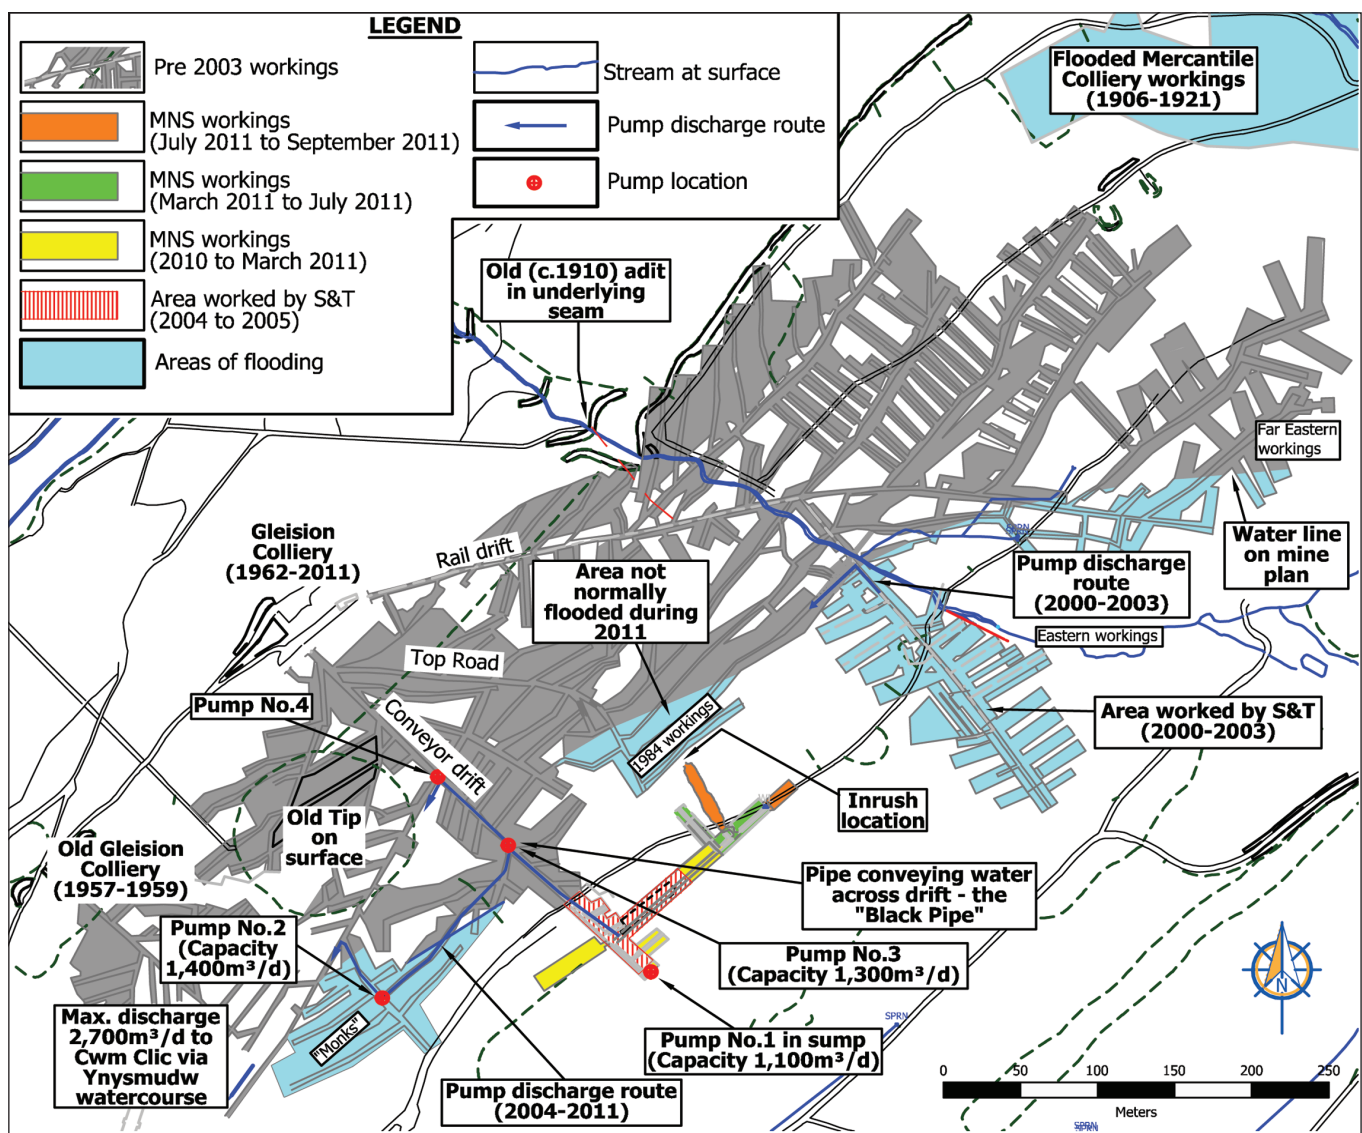 LEGEND
Pre 2003 workings
MNS workings
(July 2011 to September 2011)
MNS workings
(March 2011 to July 2011)
MNS workings
(2010 to March 2011)
Area worked by S&T
(2004 to 2005)
Areas of flooding
Stream at surface
Pump discharge route
Pump location
Flooded Mercantile
Colliery workings
(1906-1921)
Old (c.1910) adit
in underlying
seam
Far Eastern
workings
Gleision
Colliery
(1962-2011)
Rail drift
Area not
normally
flooded during
2011
SPRN
Pump discharge
route
(2000-2003)
Water line
on mine
plan
Eastern workings
Top Road
Pump No.4
Conveyor drift
1984 workings
Area worked by S&T
(2000-2003)
Inrush
location
Old Tip
on
surface
Old Gleision
Colliery
(1957-1959)
Pipe conveying water
across drift - the
"Black Pipe"
Pump No.2
(Capacity
1,400m³/d)
Pump No.3
(Capacity 1,300m³/d)
Max. discharge
2,700m³/d to
Cwm Clic via
Ynysmudw
watercourse
"Monks"
Pump No.1 in sump
(Capacity 1,100m³/d)
Pump discharge route
(2004-2011)
SPRN
N
0 50 100 150 200 250
Meters
SPRN